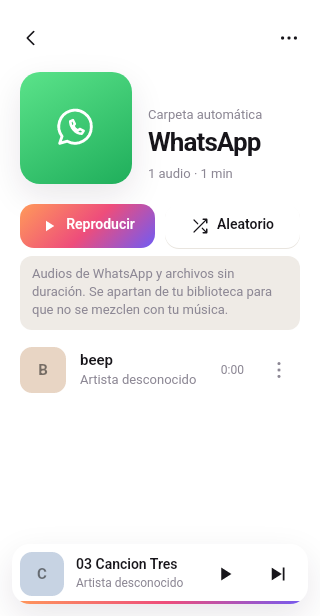 Carpeta automática
WhatsApp
1 audio · 1 min
Reproducir
Aleatorio
Audios de WhatsApp y archivos sin
duración. Se apartan de tu biblioteca para
que no se mezclen con tu música.
B
beep
Artista desconocido
0:00
C
03 Cancion Tres
Artista desconocido